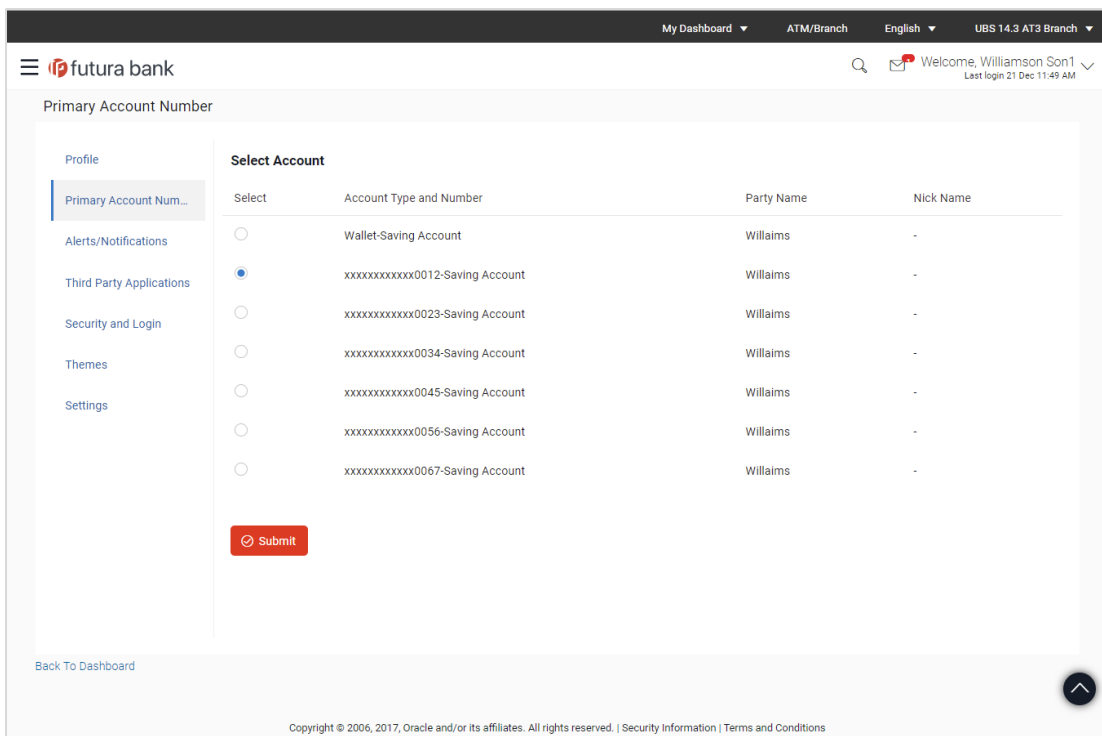 My Dashboard ATM/Branch English UBS 14.3 AT3 Branch
futura bank Welcome, Williamson Son1
Last login 21 Dec 11:49 AM
Primary Account Number
Profile
Primary Account Num...
Alerts/Notifications
Third Party Applications
Security and Login
Themes
Settings
Select Account
Select Account Type and Number Party Name Nick Name
Wallet-Saving Account Willaims -
xxxxxxxxxxxx0012-Saving Account Willaims -
xxxxxxxxxxxx0023-Saving Account Willaims -
xxxxxxxxxxxx0034-Saving Account Willaims -
xxxxxxxxxxxx0045-Saving Account Willaims -
xxxxxxxxxxxx0056-Saving Account Willaims -
xxxxxxxxxxxx0067-Saving Account Willaims -
Submit
Back To Dashboard
Copyright © 2006, 2017, Oracle and/or its affiliates. All rights reserved. | Security Information | Terms and Conditions